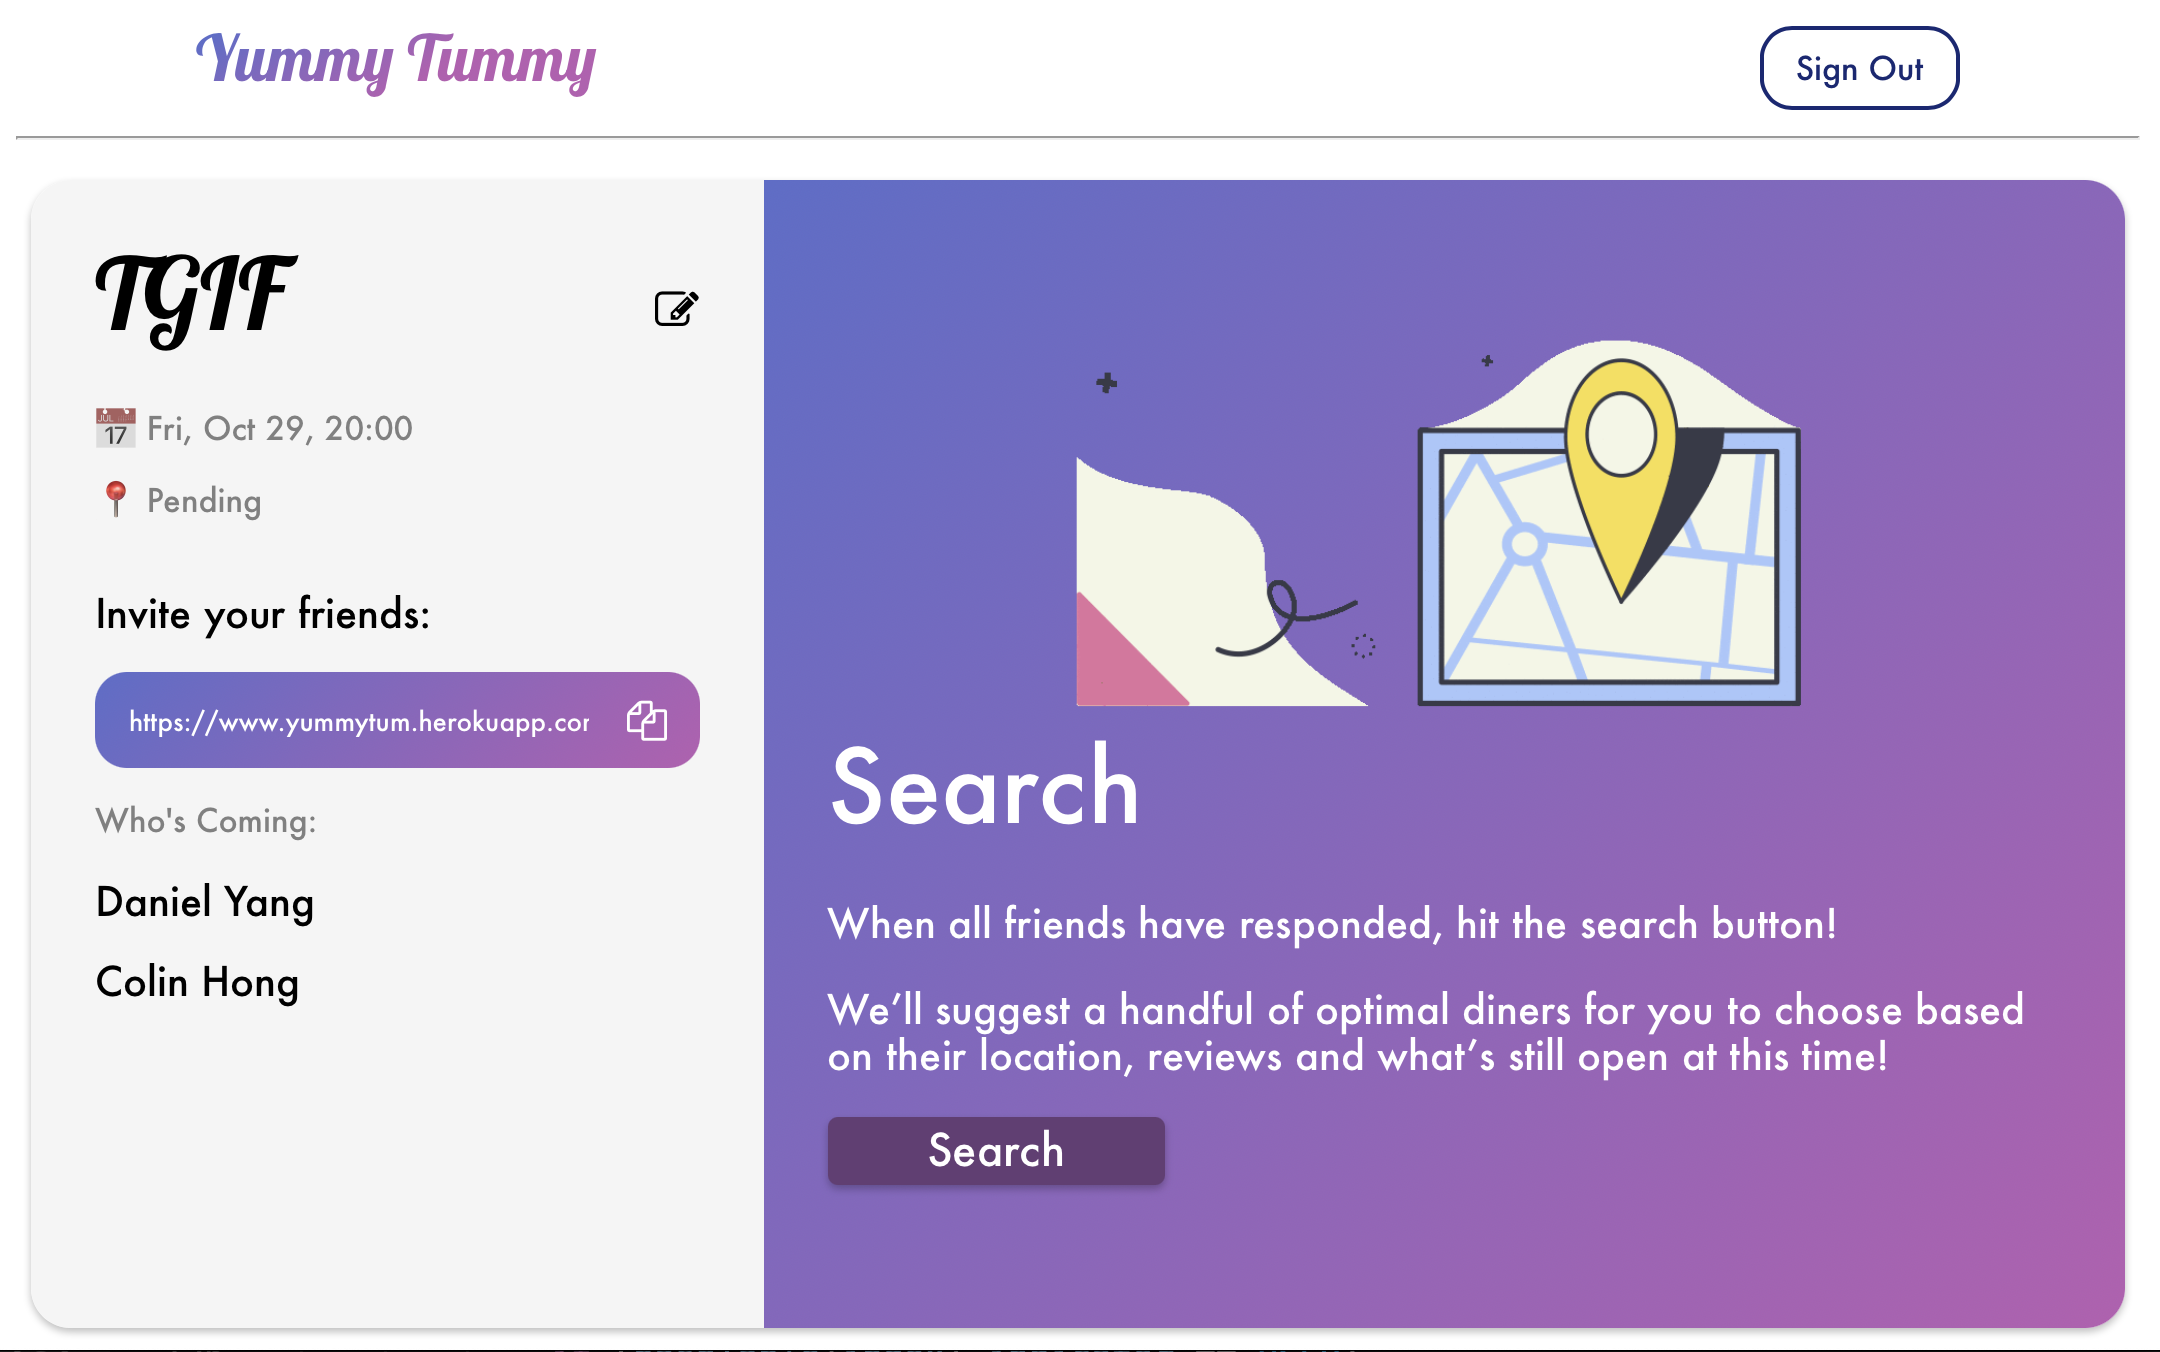 Yummy Tummy
Sign Out
TGIF
JUL
17
Fri, Oct 29, 20:00
Pending
Invite your friends:
https://www.yummytum.herokuapp.cor
Who's Coming:
Daniel Yang
Colin Hong
Search
When all friends have responded, hit the search button!
We’ll suggest a handful of optimal diners for you to choose based
on their location, reviews and what’s still open at this time!
Search